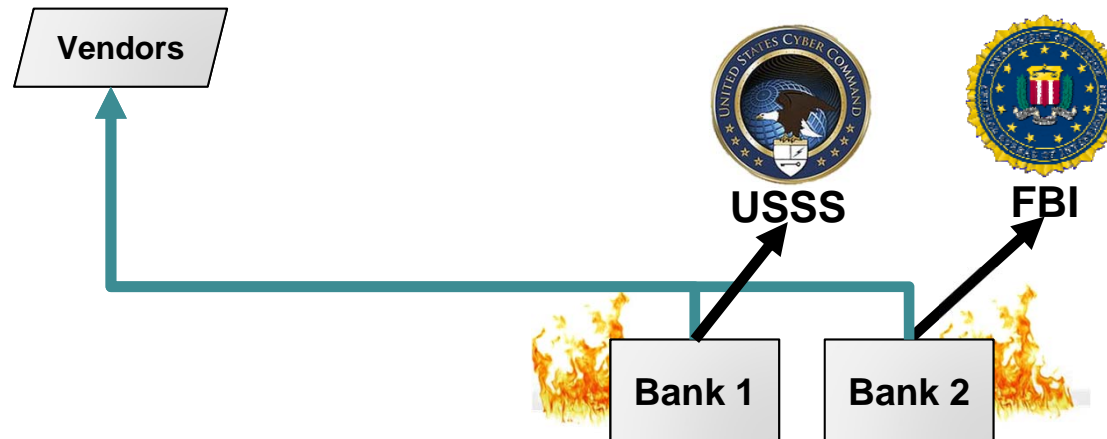 Vendors
UNITED STATES CYBER COMMAND
USSS
FBI
Bank 1
Bank 2